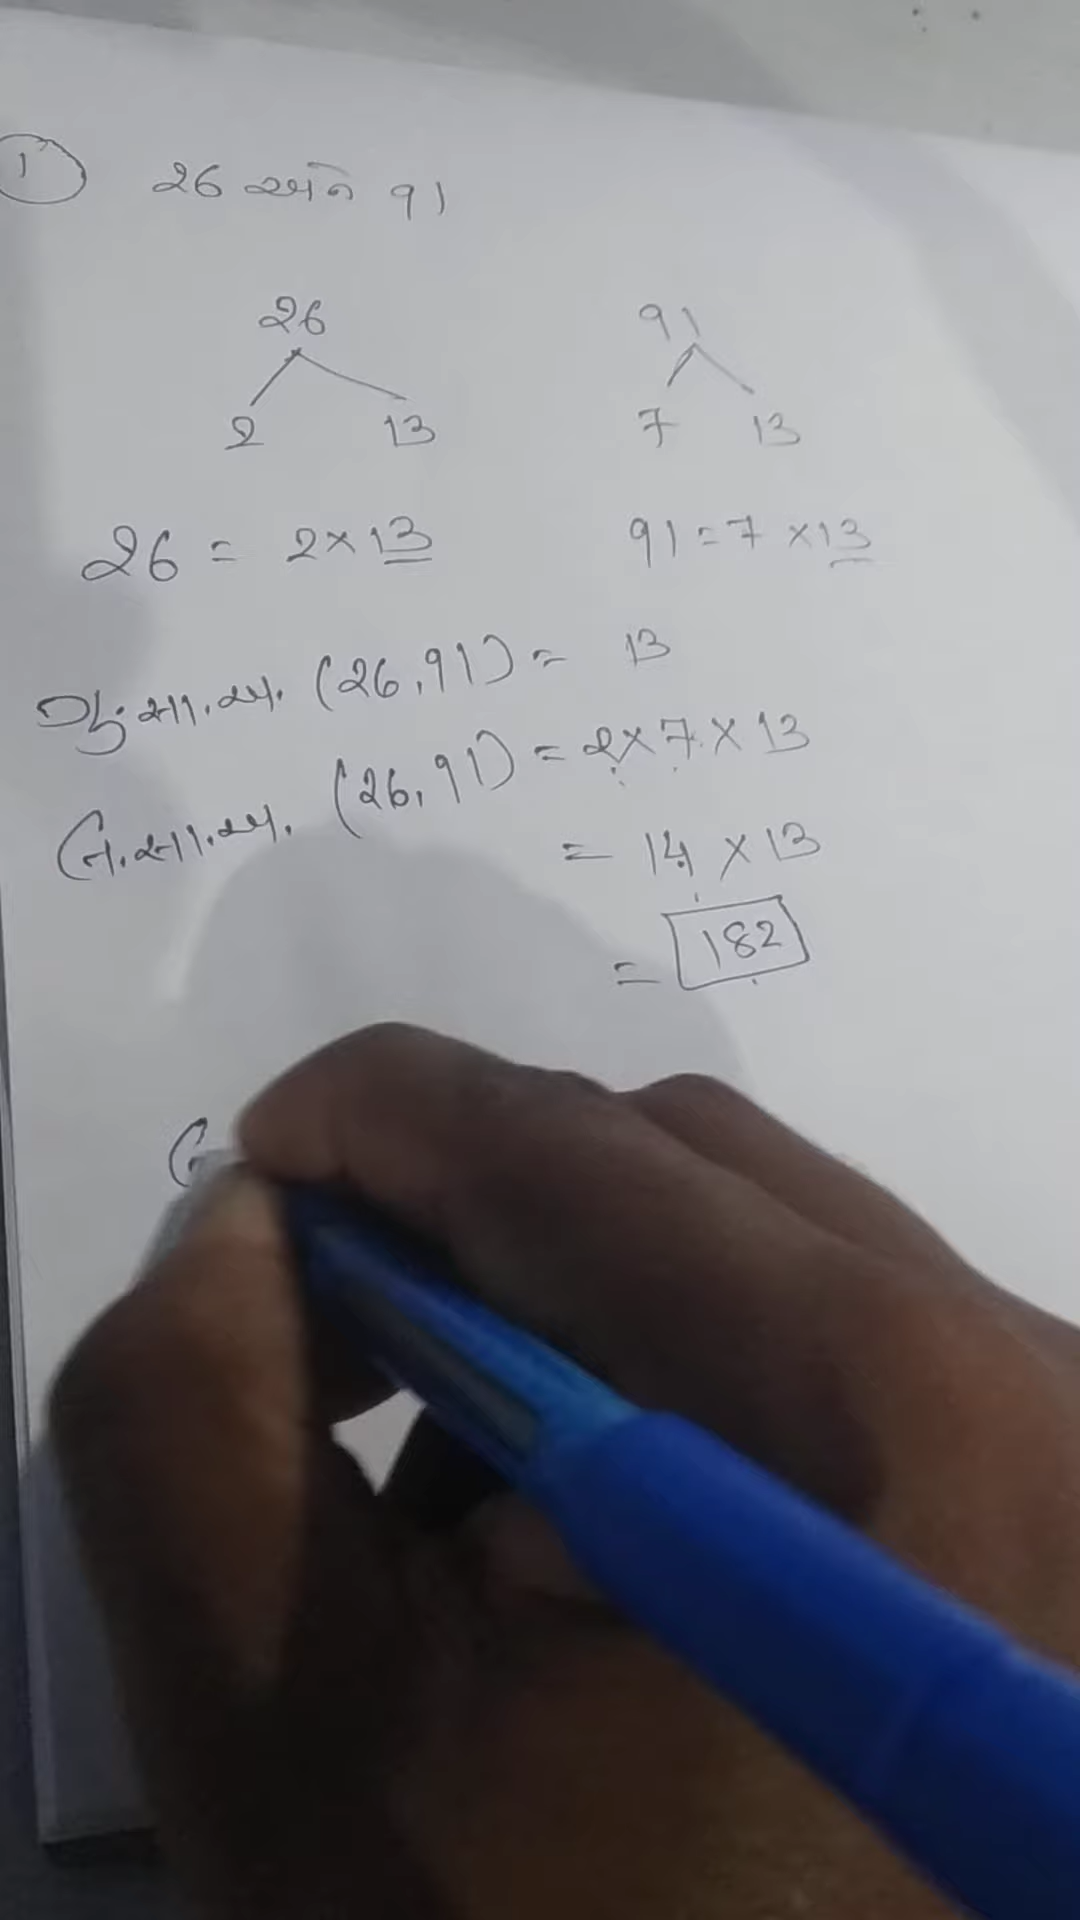 1 26 અને 91
26 91
2 13 7 13
26 = 2 × 13 91 = 7 × 13
ગુ.સા.અ. (26, 91) = 13
લ.સા.અ. (26, 91) = 2 × 7 × 13
= 14 × 13
= 182